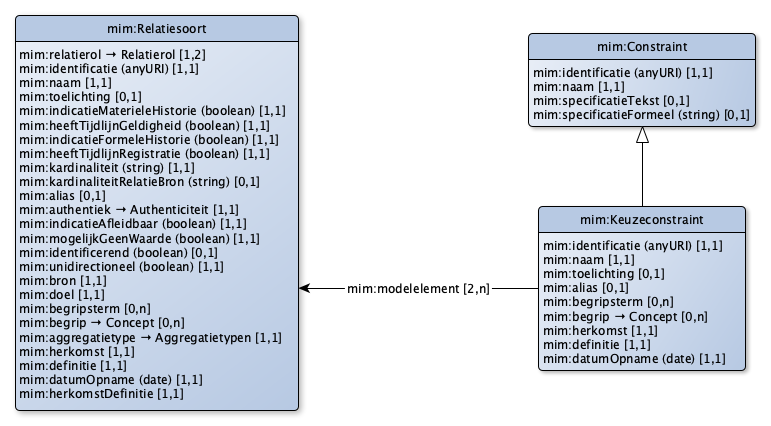 mim:Relatiesoort
mim:relatierol → Relatierol [1,2]
mim:identificatie (anyURI) [1,1]
mim:naam [1,1]
mim:toelichting [0,1]
mim:indicatieMaterieleHistorie (boolean) [1,1]
mim:heeftTijdlijnGeldigheid (boolean) [1,1]
mim:indicatieFormeleHistorie (boolean) [1,1]
mim:heeftTijdlijnRegistratie (boolean) [1,1]
mim:kardinaliteit (string) [1,1]
mim:kardinaliteitRelatieBron (string) [0,1]
mim:alias [0,1]
mim:authentiek → Authenticiteit [1,1]
mim:indicatieAfleidbaar (boolean) [1,1]
mim:mogelijkGeenWaarde (boolean) [1,1]
mim:identificerend (boolean) [0,1]
mim:unidirectioneel (boolean) [1,1]
mim:bron [1,1]
mim:doel [1,1]
mim:begripsterm [0,n]
mim:begrip → Concept [0,n]
mim:aggregatietype → Aggregatietypen [1,1]
mim:herkomst [1,1]
mim:definitie [1,1]
mim:datumOpname (date) [1,1]
mim:herkomstDefinitie [1,1]
mim:modelelement [2,n]
mim:Constraint
mim:identificatie (anyURI) [1,1]
mim:naam [1,1]
mim:specificatieTekst [0,1]
mim:specificatieFormeel (string) [0,1]
mim:Keuzeconstraint
mim:identificatie (anyURI) [1,1]
mim:naam [1,1]
mim:toelichting [0,1]
mim:alias [0,1]
mim:begripsterm [0,n]
mim:begrip → Concept [0,n]
mim:herkomst [1,1]
mim:definitie [1,1]
mim:datumOpname (date) [1,1]